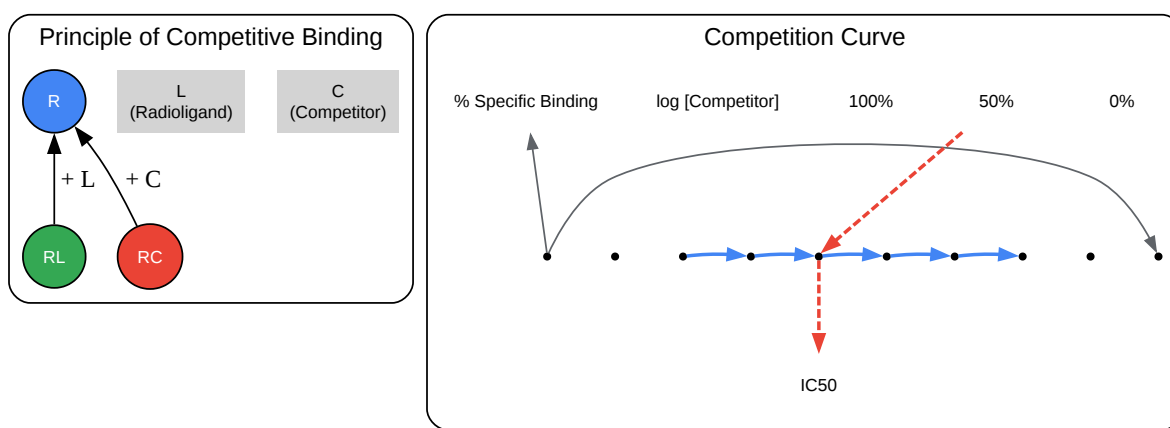 Principle of Competitive Binding
R
L
(Radioligand)
C
(Competitor)
+ L
+ C
RL
RC
Competition Curve
% Specific Binding
log [Competitor]
100%
50%
0%
IC50